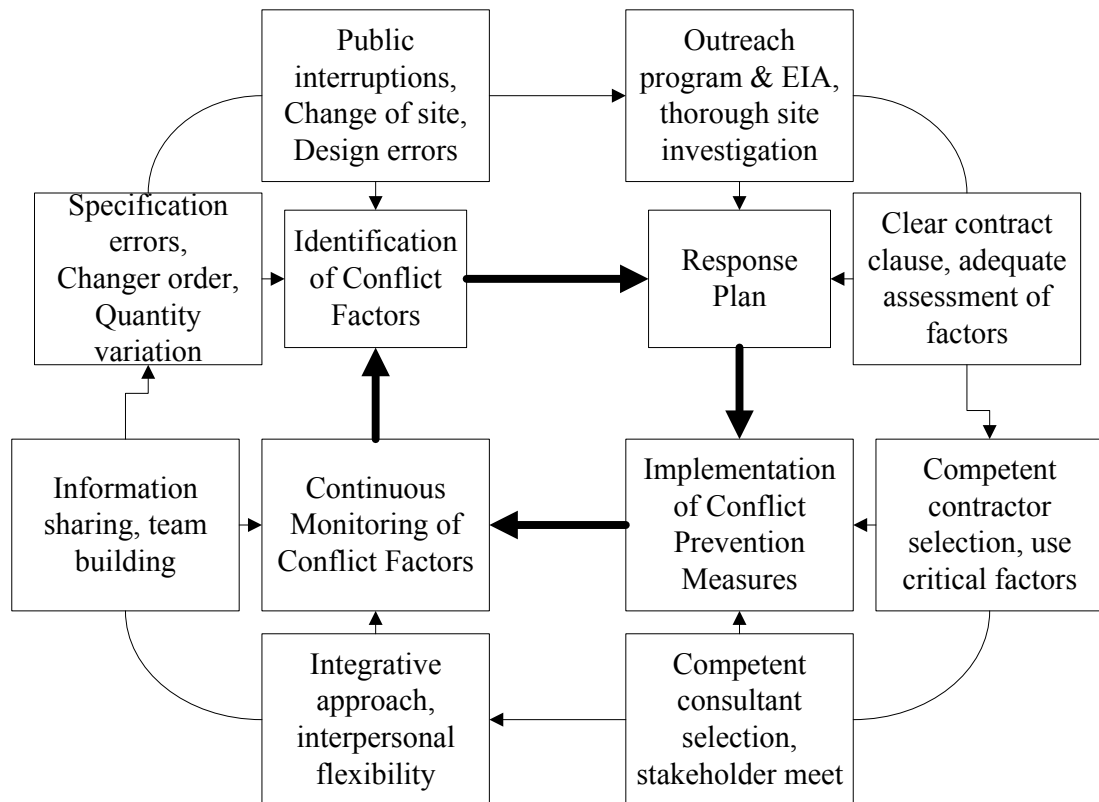 Public
interruptions,
Change of site,
Design errors
Outreach
program & EIA,
thorough site
investigation
Specification
errors,
Changer order,
Quantity
variation
Identification
of Conflict
Factors
Response
Plan
Clear contract
clause, adequate
assessment of
factors
Information
sharing, team
building
Continuous
Monitoring of
Conflict Factors
Implementation
of Conflict
Prevention
Measures
Competent
contractor
selection, use
critical factors
Integrative
approach,
interpersonal
flexibility
Competent
consultant
selection,
stakeholder meet